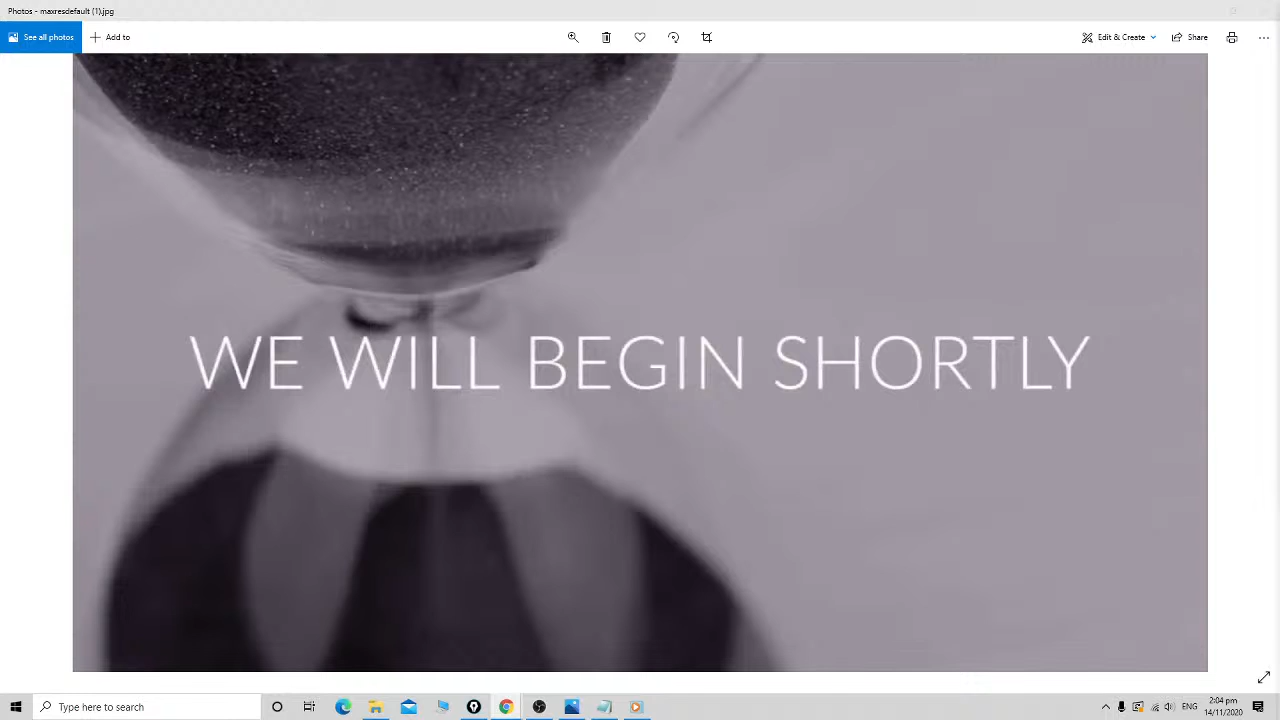 Photos - maxresdefault (1).jpg
See all photos
Add to
Edit & Create
Share
WE WILL BEGIN SHORTLY
Type here to search
ENG
2:04 PM
14/11/2020